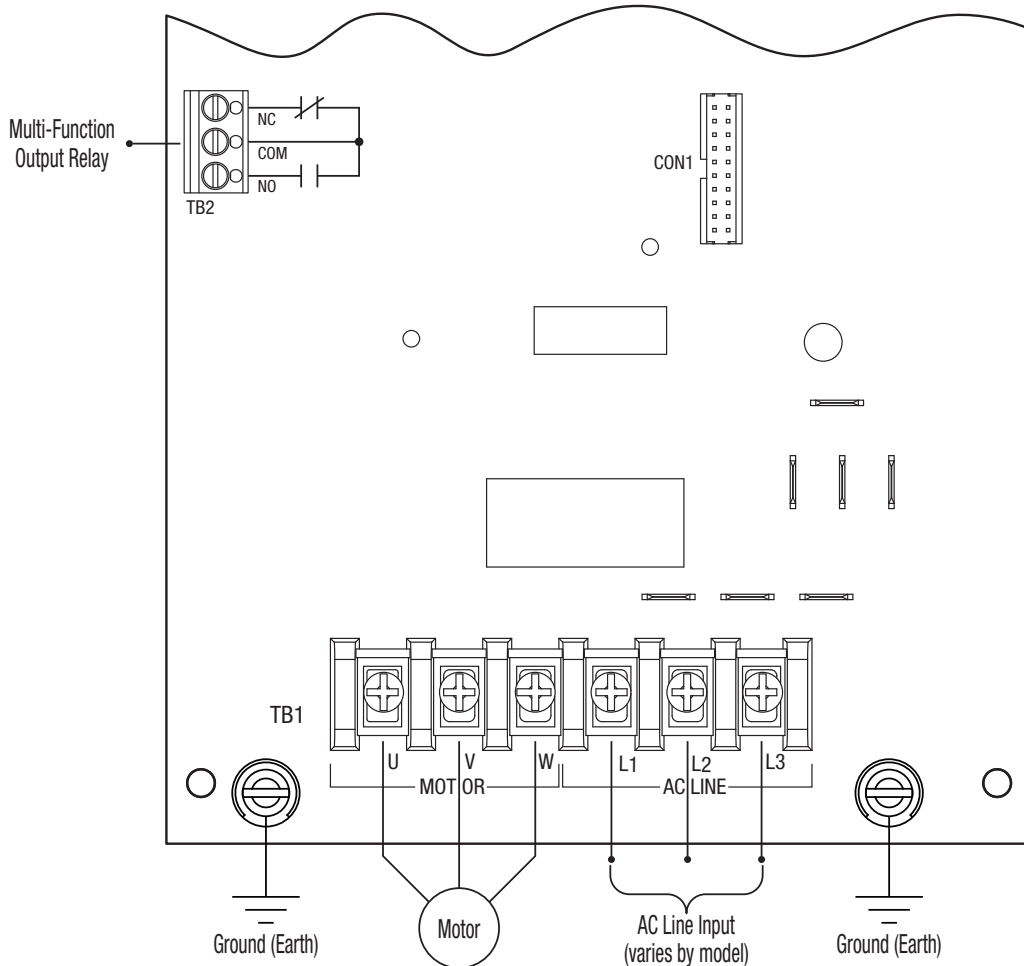 Multi-Function
Output Relay
NC
COM
NO
TB2
CON1
TB1
U
V
W
L1
L2
L3
MOTOR
AC LINE
Ground (Earth)
Motor
AC Line Input
(varies by model)
Ground (Earth)